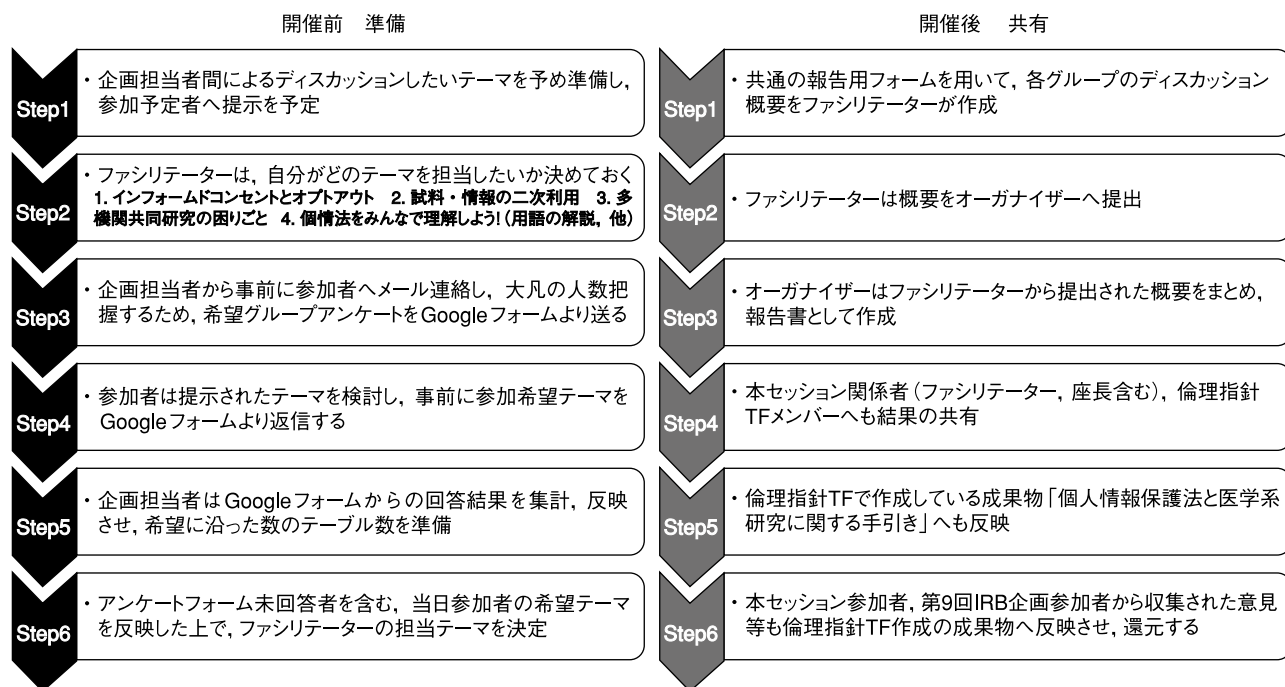 開催前 準備
Step1
・企画担当者間によるディスカッションしたいテーマを予め準備し,
参加予定者へ提示を予定
Step2
・ファシリテーターは, 自分がどのテーマを担当したいか決めておく
1. インフォームドコンセントとオプトアウト 2. 試料・情報の二次利用 3. 多
機関共同研究の困りごと 4. 個情法をみんなで理解しよう!(用語の解説, 他)
Step3
・企画担当者から事前に参加者へメール連絡し, 大凡の人数把
握するため, 希望グループアンケートをGoogleフォームより送る
Step4
・参加者は提示されたテーマを検討し, 事前に参加希望テーマを
Googleフォームより返信する
Step5
・企画担当者はGoogleフォームからの回答結果を集計, 反映
させ, 希望に沿った数のテーブル数を準備
Step6
・アンケートフォーム未回答者を含む, 当日参加者の希望テーマ
を反映した上で, ファシリテーターの担当テーマを決定
開催後 共有
Step1
・共通の報告用フォームを用いて, 各グループのディスカッション
概要をファシリテーターが作成
Step2
・ファシリテーターは概要をオーガナイザーへ提出
Step3
・オーガナイザーはファシリテーターから提出された概要をまとめ,
報告書として作成
Step4
・本セッション関係者(ファシリテーター, 座長含む), 倫理指針
TFメンバーへも結果の共有
Step5
・倫理指針TFで作成している成果物「個人情報保護法と医学系
研究に関する手引き」へも反映
Step6
・本セッション参加者, 第9回IRB企画参加者から収集された意見
等も倫理指針TF作成の成果物へ反映させ, 還元する